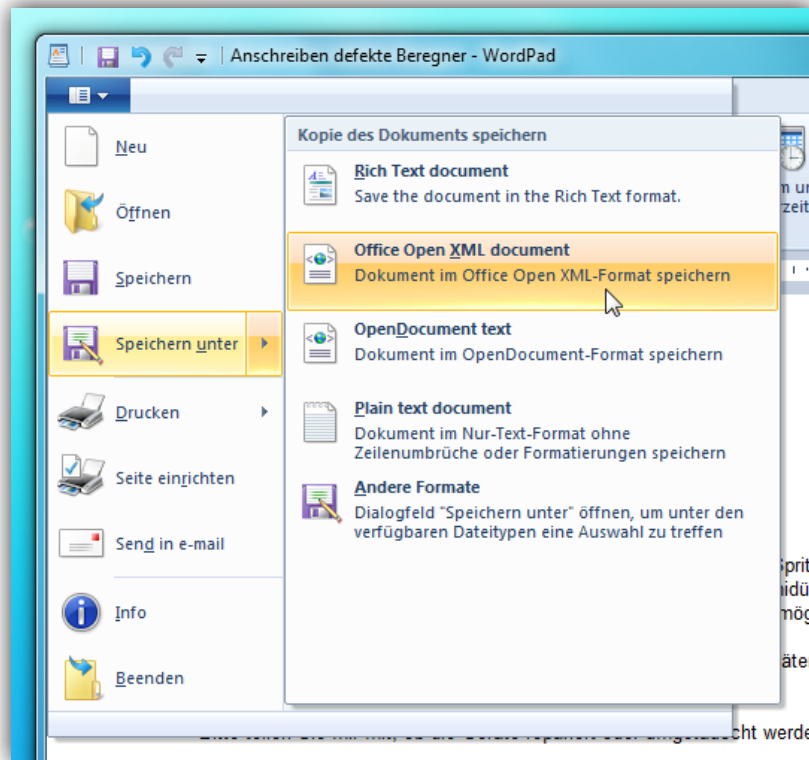 Anschreiben defekte Beregner - WordPad
Neu
Öffnen
Speichern
Speichern unter
Drucken
Seite einrichten
Send in e-mail
Info
Beenden
Kopie des Dokuments speichern
Rich Text document
Save the document in the Rich Text format.
Office Open XML document
Dokument im Office Open XML-Format speichern
OpenDocument text
Dokument im OpenDocument-Format speichern
Plain text document
Dokument im Nur-Text-Format ohne
Zeilenumbrüche oder Formatierungen speichern
Andere Formate
Dialogfeld "Speichern unter" öffnen, um unter den
verfügbaren Dateitypen eine Auswahl zu treffen